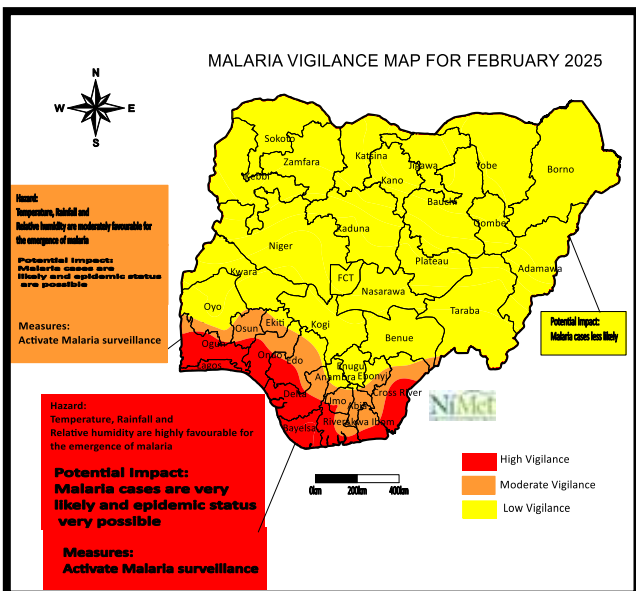 MALARIA VIGILANCE MAP FOR FEBRUARY 2025
N
W
E
S
Sokoto
Zamfara
Katsina
Jigawa
Yobe
Borno
Kebbi
Kano
Bauchi
Gombe
Kaduna
Niger
Plateau
Adamawa
FCT
Nasarawa
Kwara
Taraba
Oyo
Kogi
Benue
Osun
Ekiti
Ogun
Ondo
Edo
Lagos
Enugu
Anambra
Ebonyi
Delta
Imo
Abia
Cross River
Bayelsa
Rivers
Akwa Ibom
Hazard:
Temperature, Rainfall and
Relative humidity are moderately favourable for
the emergence of malaria
Potential Impact:
Malaria cases are
likely and epidemic status
are possible
Measures:
Activate Malaria surveillance
Potential Impact:
Malaria cases less likely
Hazard:
Temperature, Rainfall and
Relative humidity are highly favourable for
the emergence of malaria
Potential Impact:
Malaria cases are very
likely and epidemic status
very possible
Measures:
Activate Malaria surveillance
NiMet
High Vigilance
Moderate Vigilance
Low Vigilance
0km 200km 400km